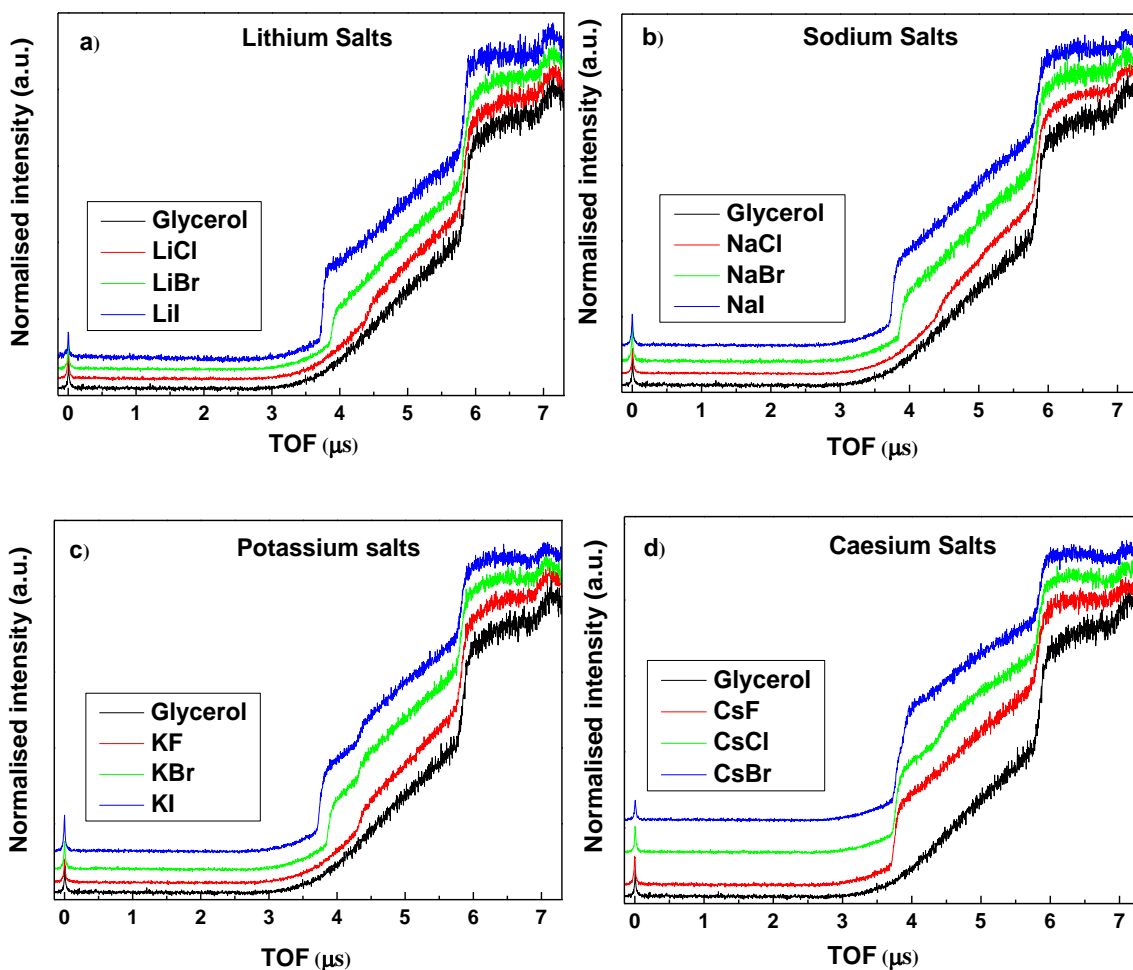 a)
Lithium Salts
Normalised intensity (a.u.)
Glycerol
LiCl
LiBr
LiI
0 1 2 3 4 5 6 7
TOF (μs)
b)
Sodium Salts
Normalised intensity (a.u.)
Glycerol
NaCl
NaBr
NaI
0 1 2 3 4 5 6 7
TOF (μs)
c)
Potassium salts
Normalised intensity (a.u.)
Glycerol
KF
KBr
KI
0 1 2 3 4 5 6 7
TOF (μs)
d)
Caesium Salts
Normalised intensity (a.u.)
Glycerol
CsF
CsCl
CsBr
0 1 2 3 4 5 6 7
TOF (μs)